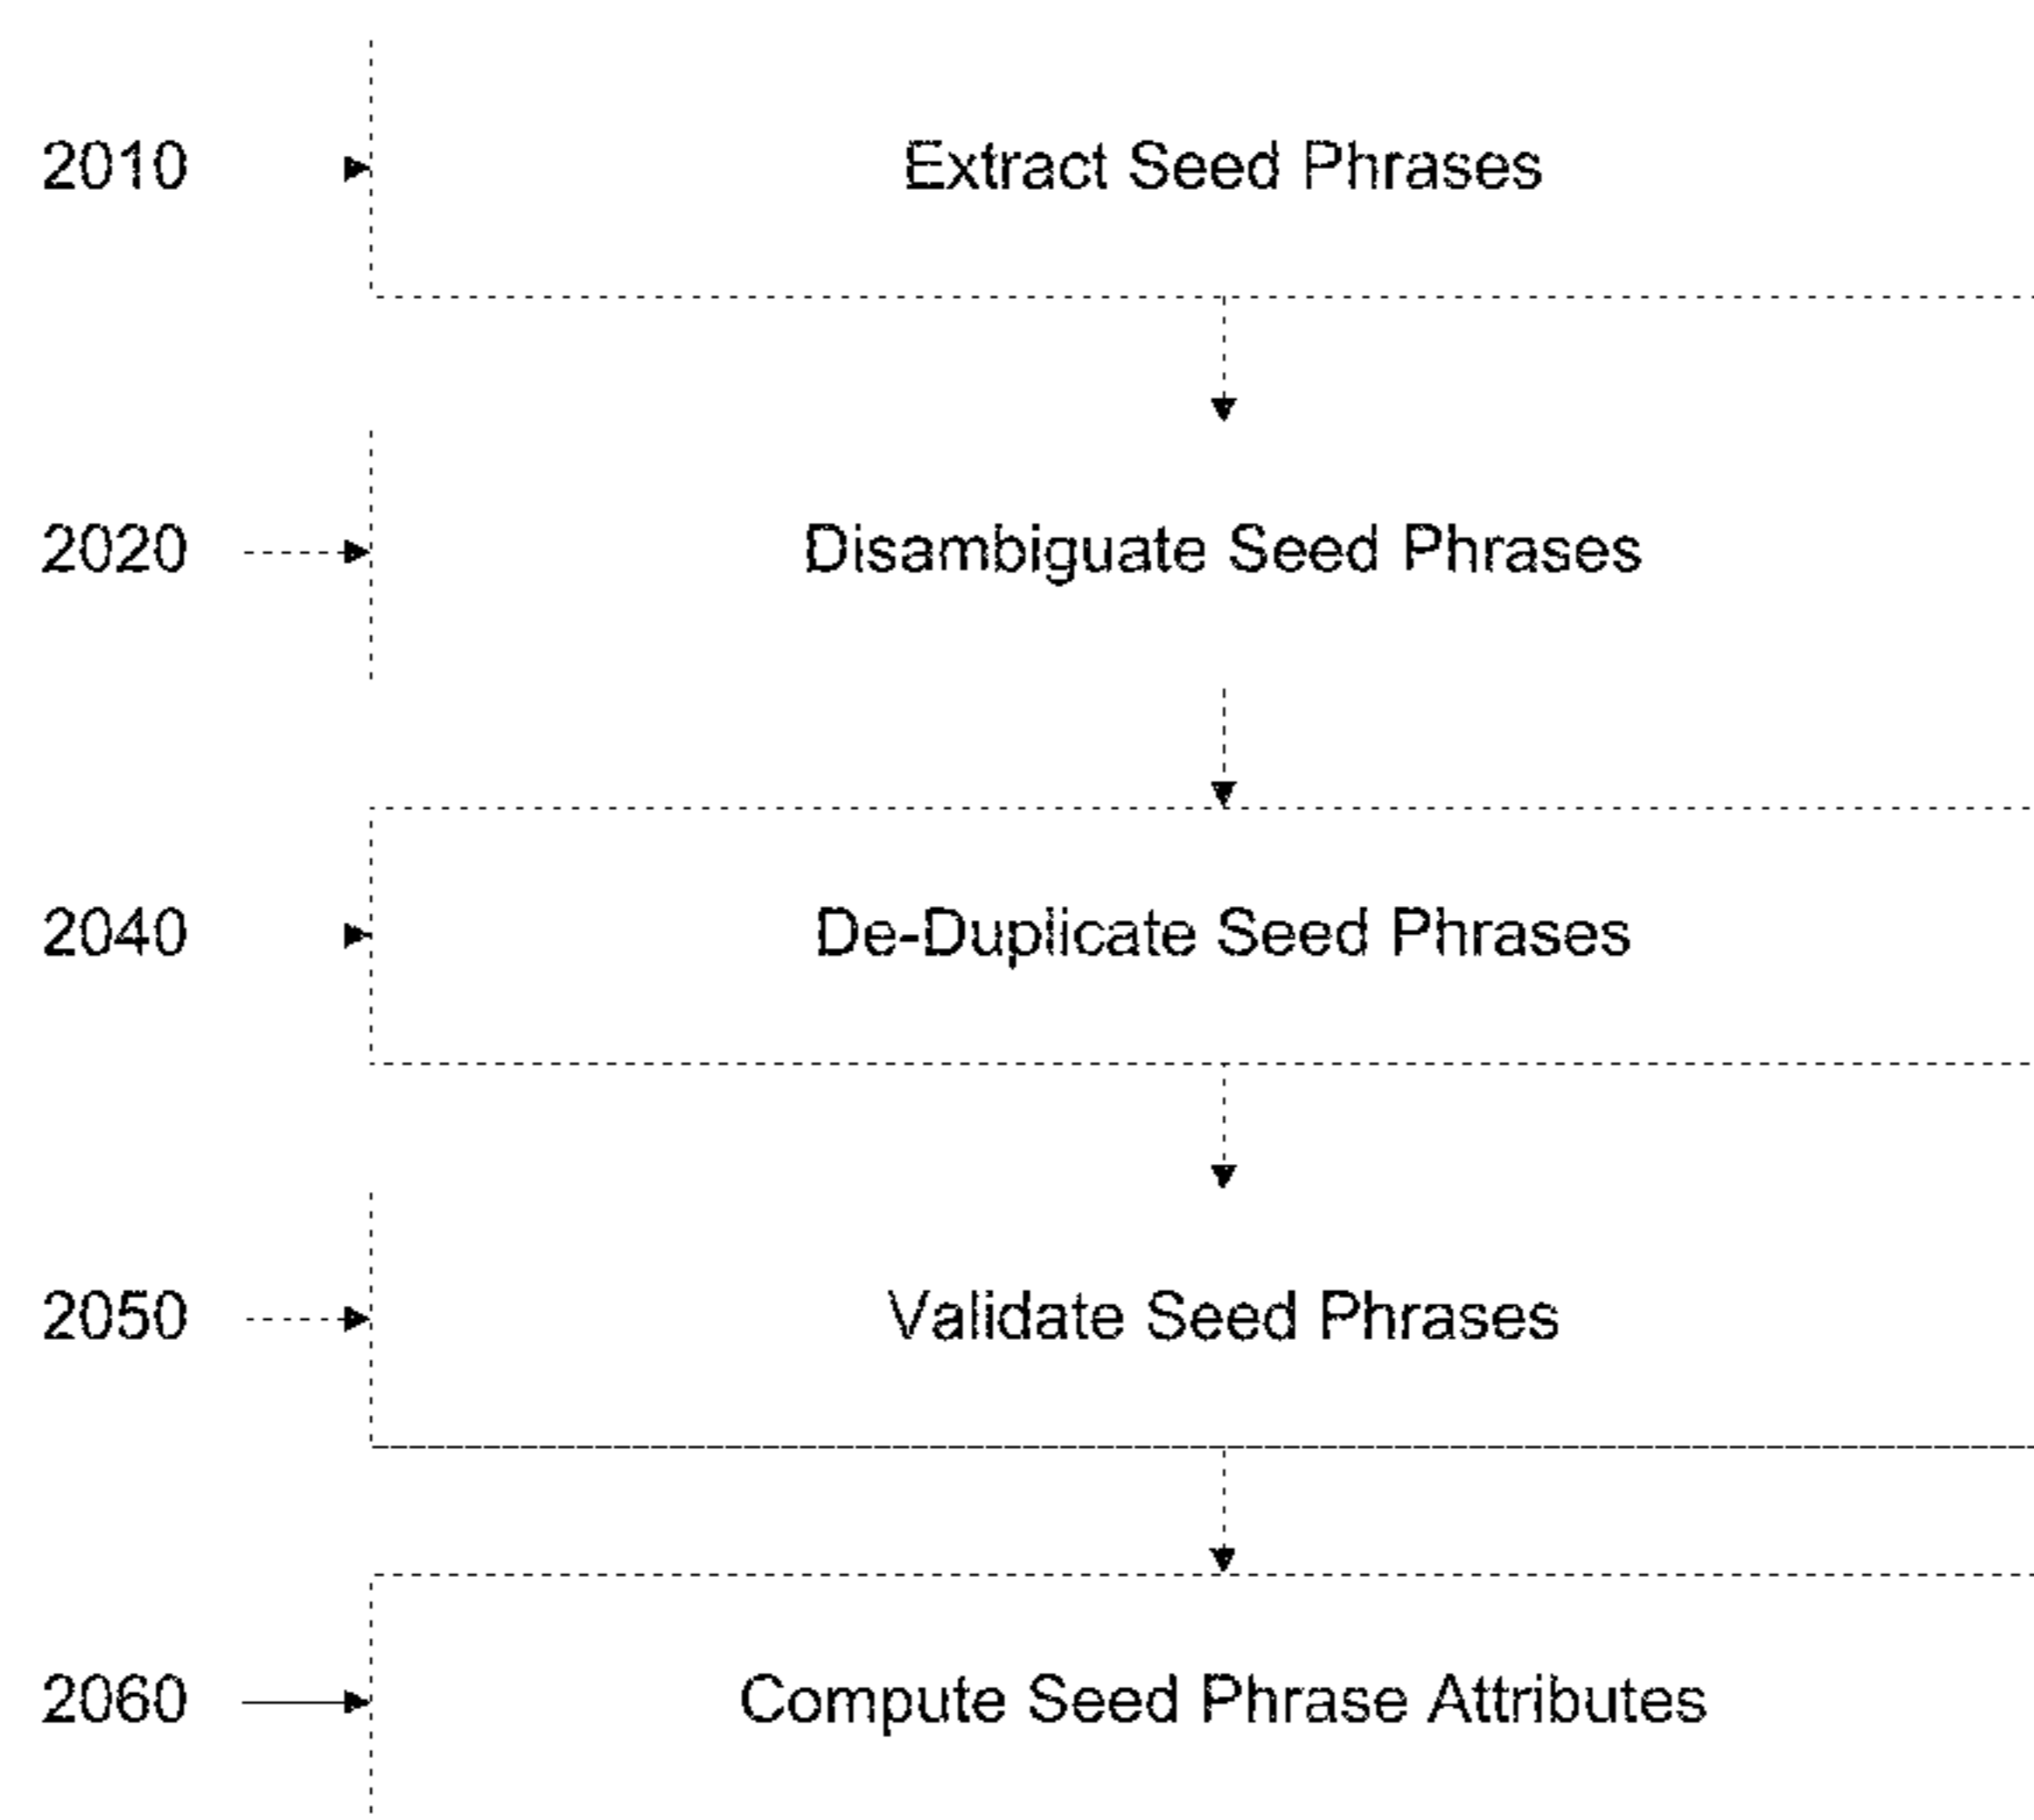 2010 Extract Seed Phrases
2020 Disambiguate Seed Phrases
2040 De-Duplicate Seed Phrases
2050 Validate Seed Phrases
2060 Compute Seed Phrase Attributes